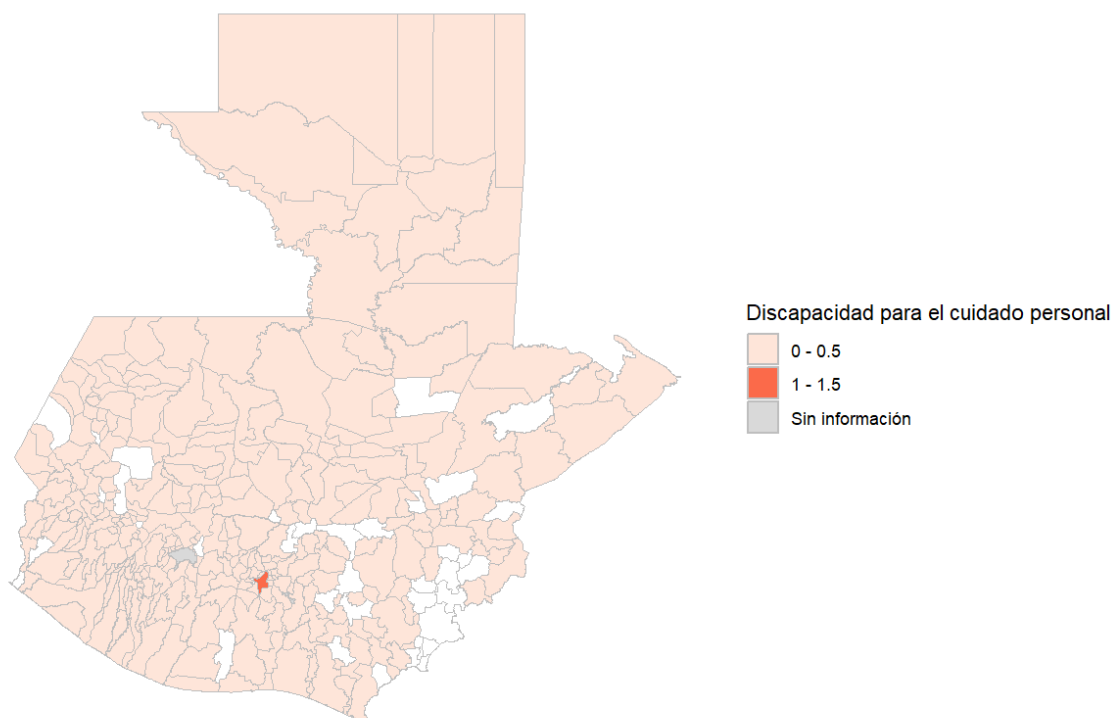 Discapacidad para el cuidado personal
0 - 0.5
1 - 1.5
Sin información